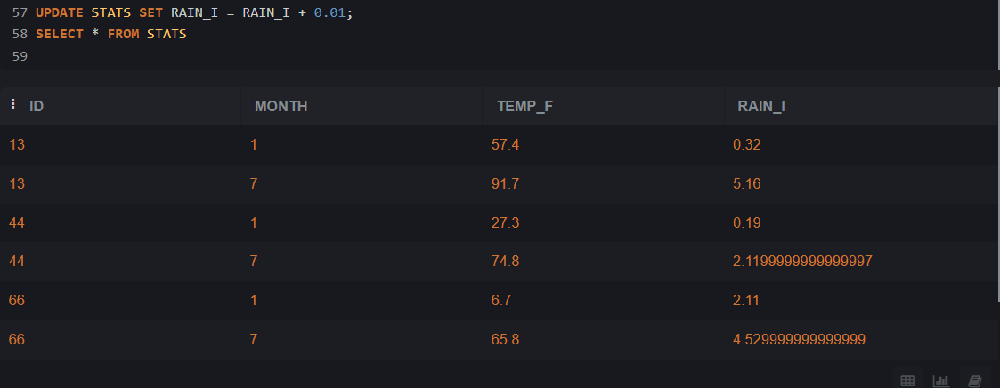 57 UPDATE STATS SET RAIN_I = RAIN_I + 0.01;
58 SELECT * FROM STATS
59
ID MONTH TEMP_F RAIN_I
13 1 57.4 0.32
13 7 91.7 5.16
44 1 27.3 0.19
44 7 74.8 2.1199999999999997
66 1 6.7 2.11
66 7 65.8 4.529999999999999